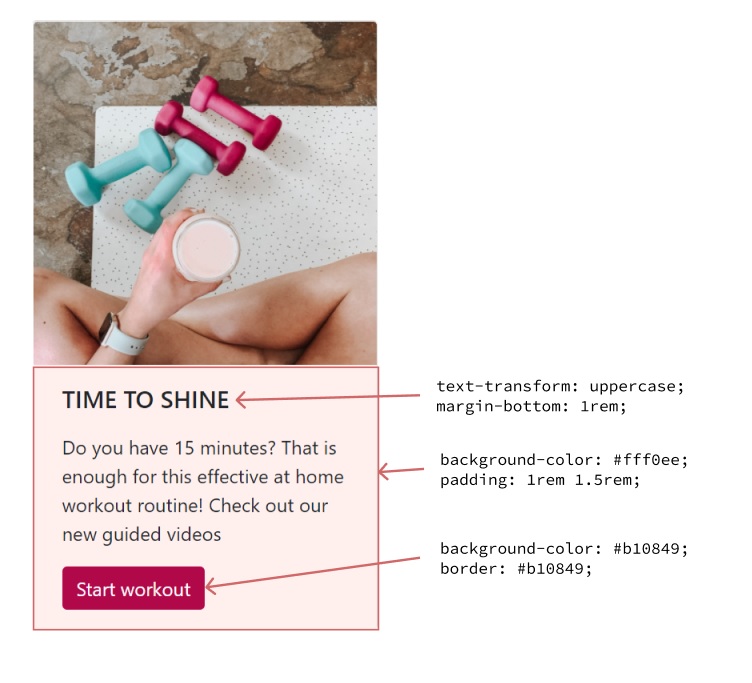 TIME TO SHINE
text-transform: uppercase;
margin-bottom: 1rem;
Do you have 15 minutes? That is
enough for this effective at home
workout routine! Check out our
new guided videos
background-color: #fff0ee;
padding: 1rem 1.5rem;
Start workout
background-color: #b10849;
border: #b10849;